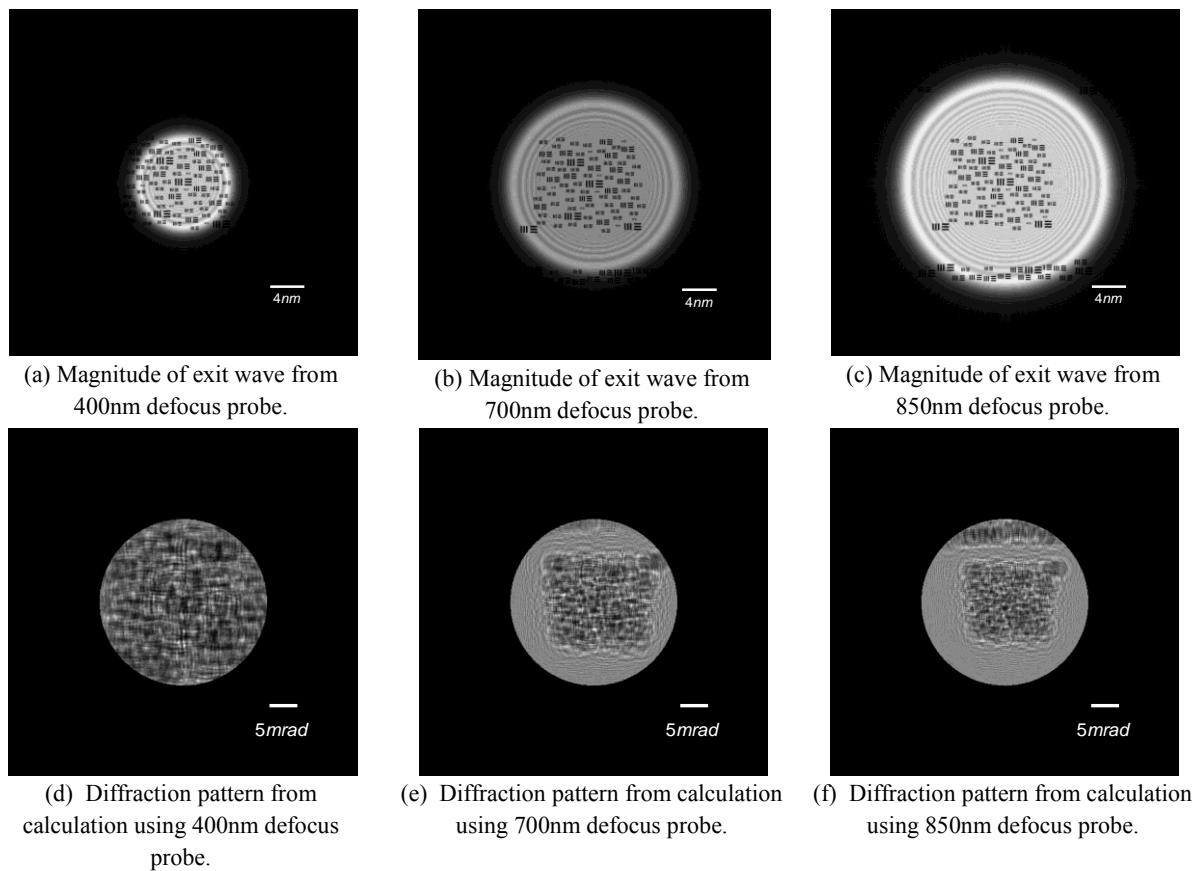 4nm
4nm
4nm
(a) Magnitude of exit wave from
400nm defocus probe.
(b) Magnitude of exit wave from
700nm defocus probe.
(c) Magnitude of exit wave from
850nm defocus probe.
5mrad
5mrad
5mrad
(d) Diffraction pattern from
calculation using 400nm defocus
probe.
(e) Diffraction pattern from calculation
using 700nm defocus probe.
(f) Diffraction pattern from calculation
using 850nm defocus probe.